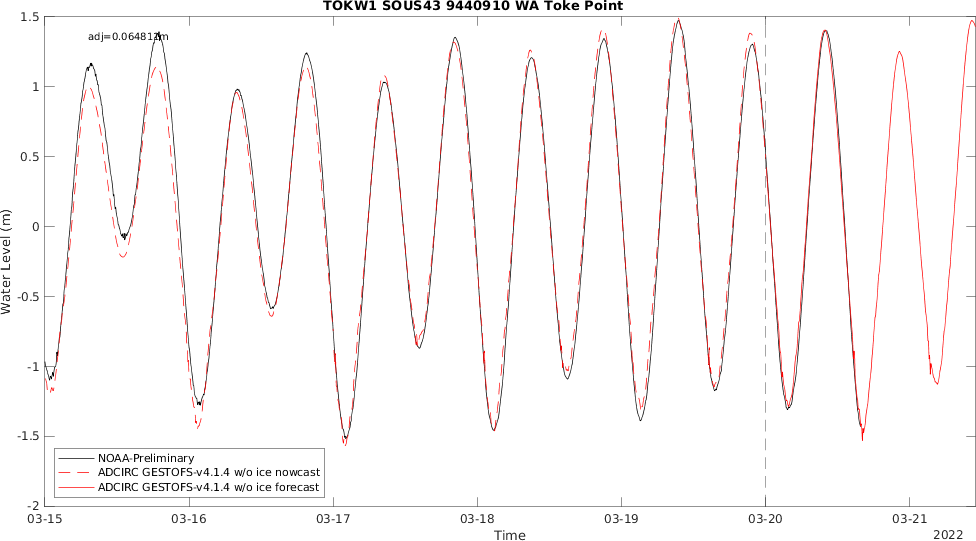 TOKW1 SOUS43 9440910 WA Toke Point
adj=0.064813m
Water Level (m)
1.5
1
0.5
0
-0.5
-1
-1.5
-2
NOAA-Preliminary
ADCIRC GESTOFS-v4.1.4 w/o ice nowcast
ADCIRC GESTOFS-v4.1.4 w/o ice forecast
03-15 03-16 03-17 03-18 03-19 03-20 03-21
Time
2022